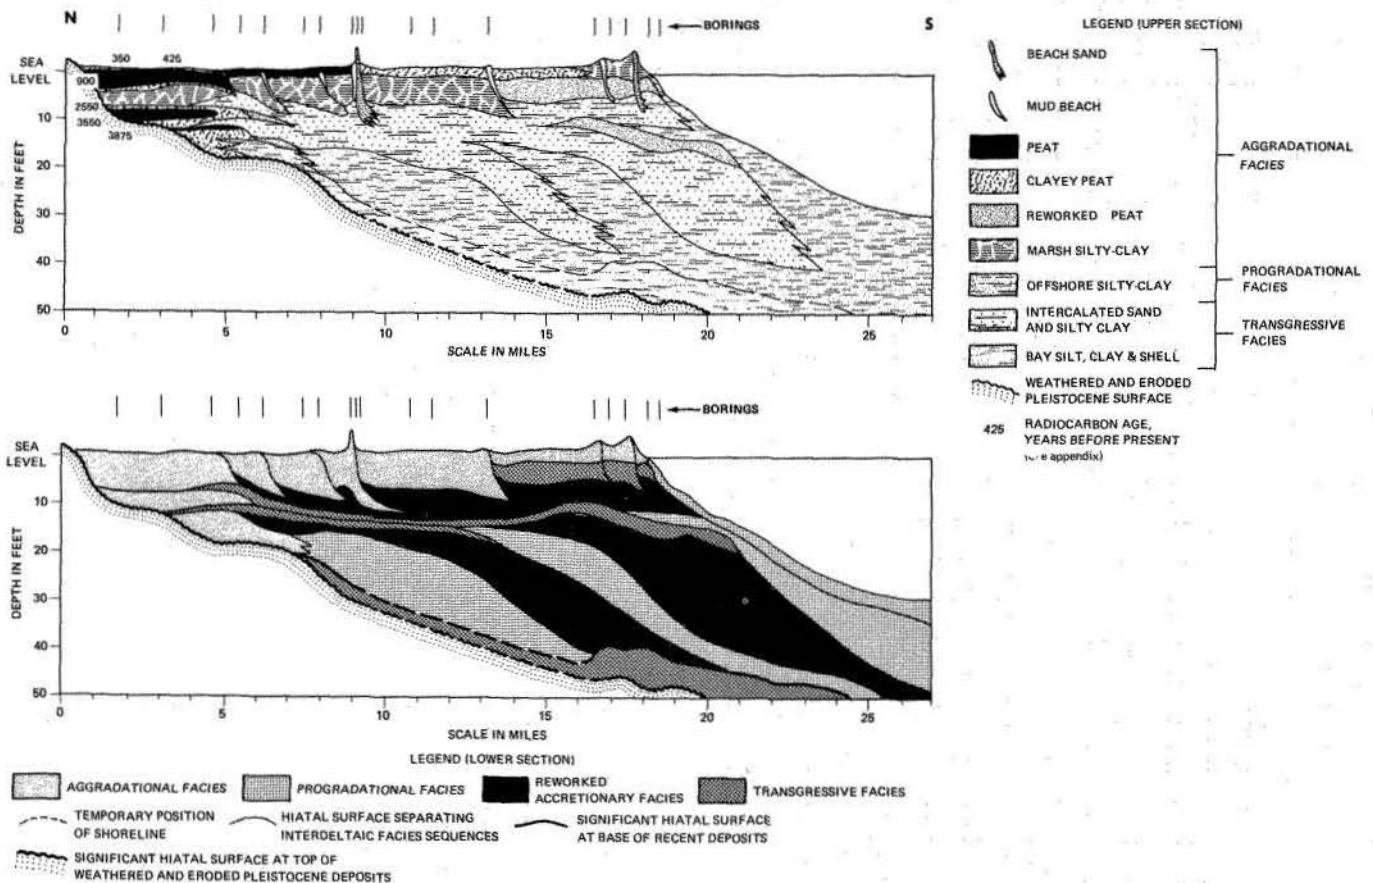 N
S
BORINGS
SEA
LEVEL
350
425
900
2550
3550
3875
10
20
30
40
50
DEPTH IN FEET
0
5
10
15
20
25
SCALE IN MILES
LEGEND (UPPER SECTION)
BEACH SAND
MUD BEACH
PEAT
CLAYEY PEAT
REWORKED PEAT
MARSH SILTY-CLAY
OFFSHORE SILTY-CLAY
INTERCALATED SAND
AND SILTY CLAY
BAY SILT, CLAY & SHELL
WEATHERED AND ERODED
PLEISTOCENE SURFACE
425
RADIOCARBON AGE,
YEARS BEFORE PRESENT
appendix)
AGGRADATIONAL
FACIES
PROGRADATIONAL
FACIES
TRANSGRESSIVE
FACIES
BORINGS
SEA
LEVEL
10
20
30
40
50
DEPTH IN FEET
0
5
10
15
20
25
SCALE IN MILES
LEGEND (LOWER SECTION)
AGGRADATIONAL FACIES
PROGRADATIONAL FACIES
REWORKED
ACCRETIONARY FACIES
TRANSGRESSIVE FACIES
TEMPORARY POSITION
OF SHORELINE
HIATAL SURFACE SEPARATING
INTERDELTAIC FACIES SEQUENCES
SIGNIFICANT HIATAL SURFACE
AT BASE OF RECENT DEPOSITS
SIGNIFICANT HIATAL SURFACE AT TOP OF
WEATHERED AND ERODED PLEISTOCENE DEPOSITS